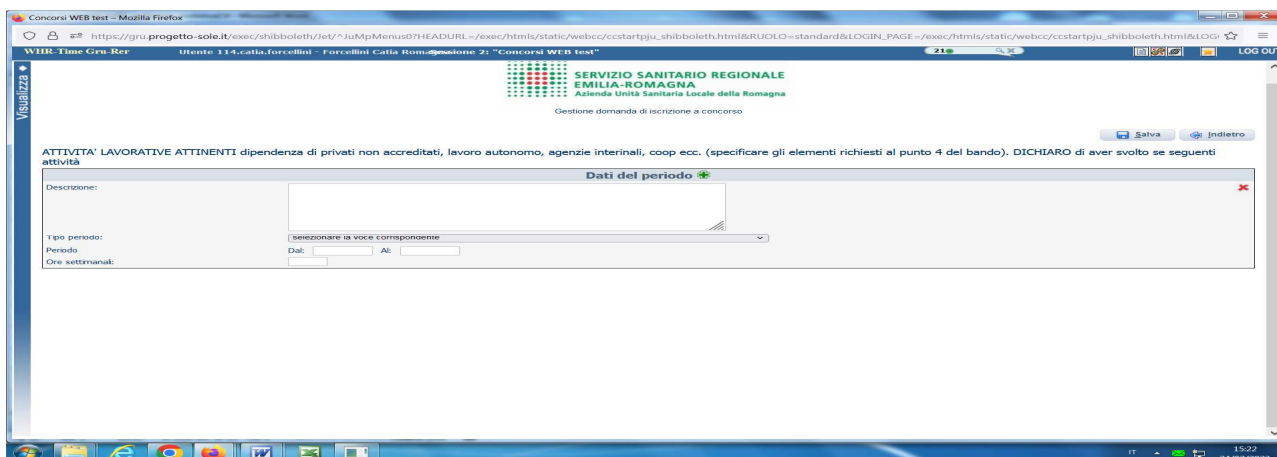 Concorsi WEB test – Mozilla Firefox
https://gru.progetto-sole.it/exec/shibboleth/Jet/^JuMpMenus0?HEADURL=/exec/htmls/static/webcc/ccstartpju_shibboleth.html&RUOLO=standard&LOGIN_PAGE=/exec/htmls/static/webcc/ccstartpju_shibboleth.html&LOGI
WHR-Time Gru-Rer Utente 114.catia.forcellini - Forcellini Catia 2: "Concorsi WEB test" 21 LOG OUT
Visualizza
SERVIZIO SANITARIO REGIONALE
EMILIA-ROMAGNA
Azienda Unità Sanitaria Locale della Romagna
Gestione domanda di iscrizione a concorso
Salva Indietro
ATTIVITA' LAVORATIVE ATTINENTI dipendenza di privati non accreditati, lavoro autonomo, agenzie interinali, coop ecc. (specificare gli elementi richiesti al punto 4 del bando). DICHIARO di aver svolto se seguenti
attività
Dati del periodo
Descrizione:
Tipo periodo: selezionare la voce corrispondente
Periodo Dal: Al:
Ore settimanali:
IT 15:22